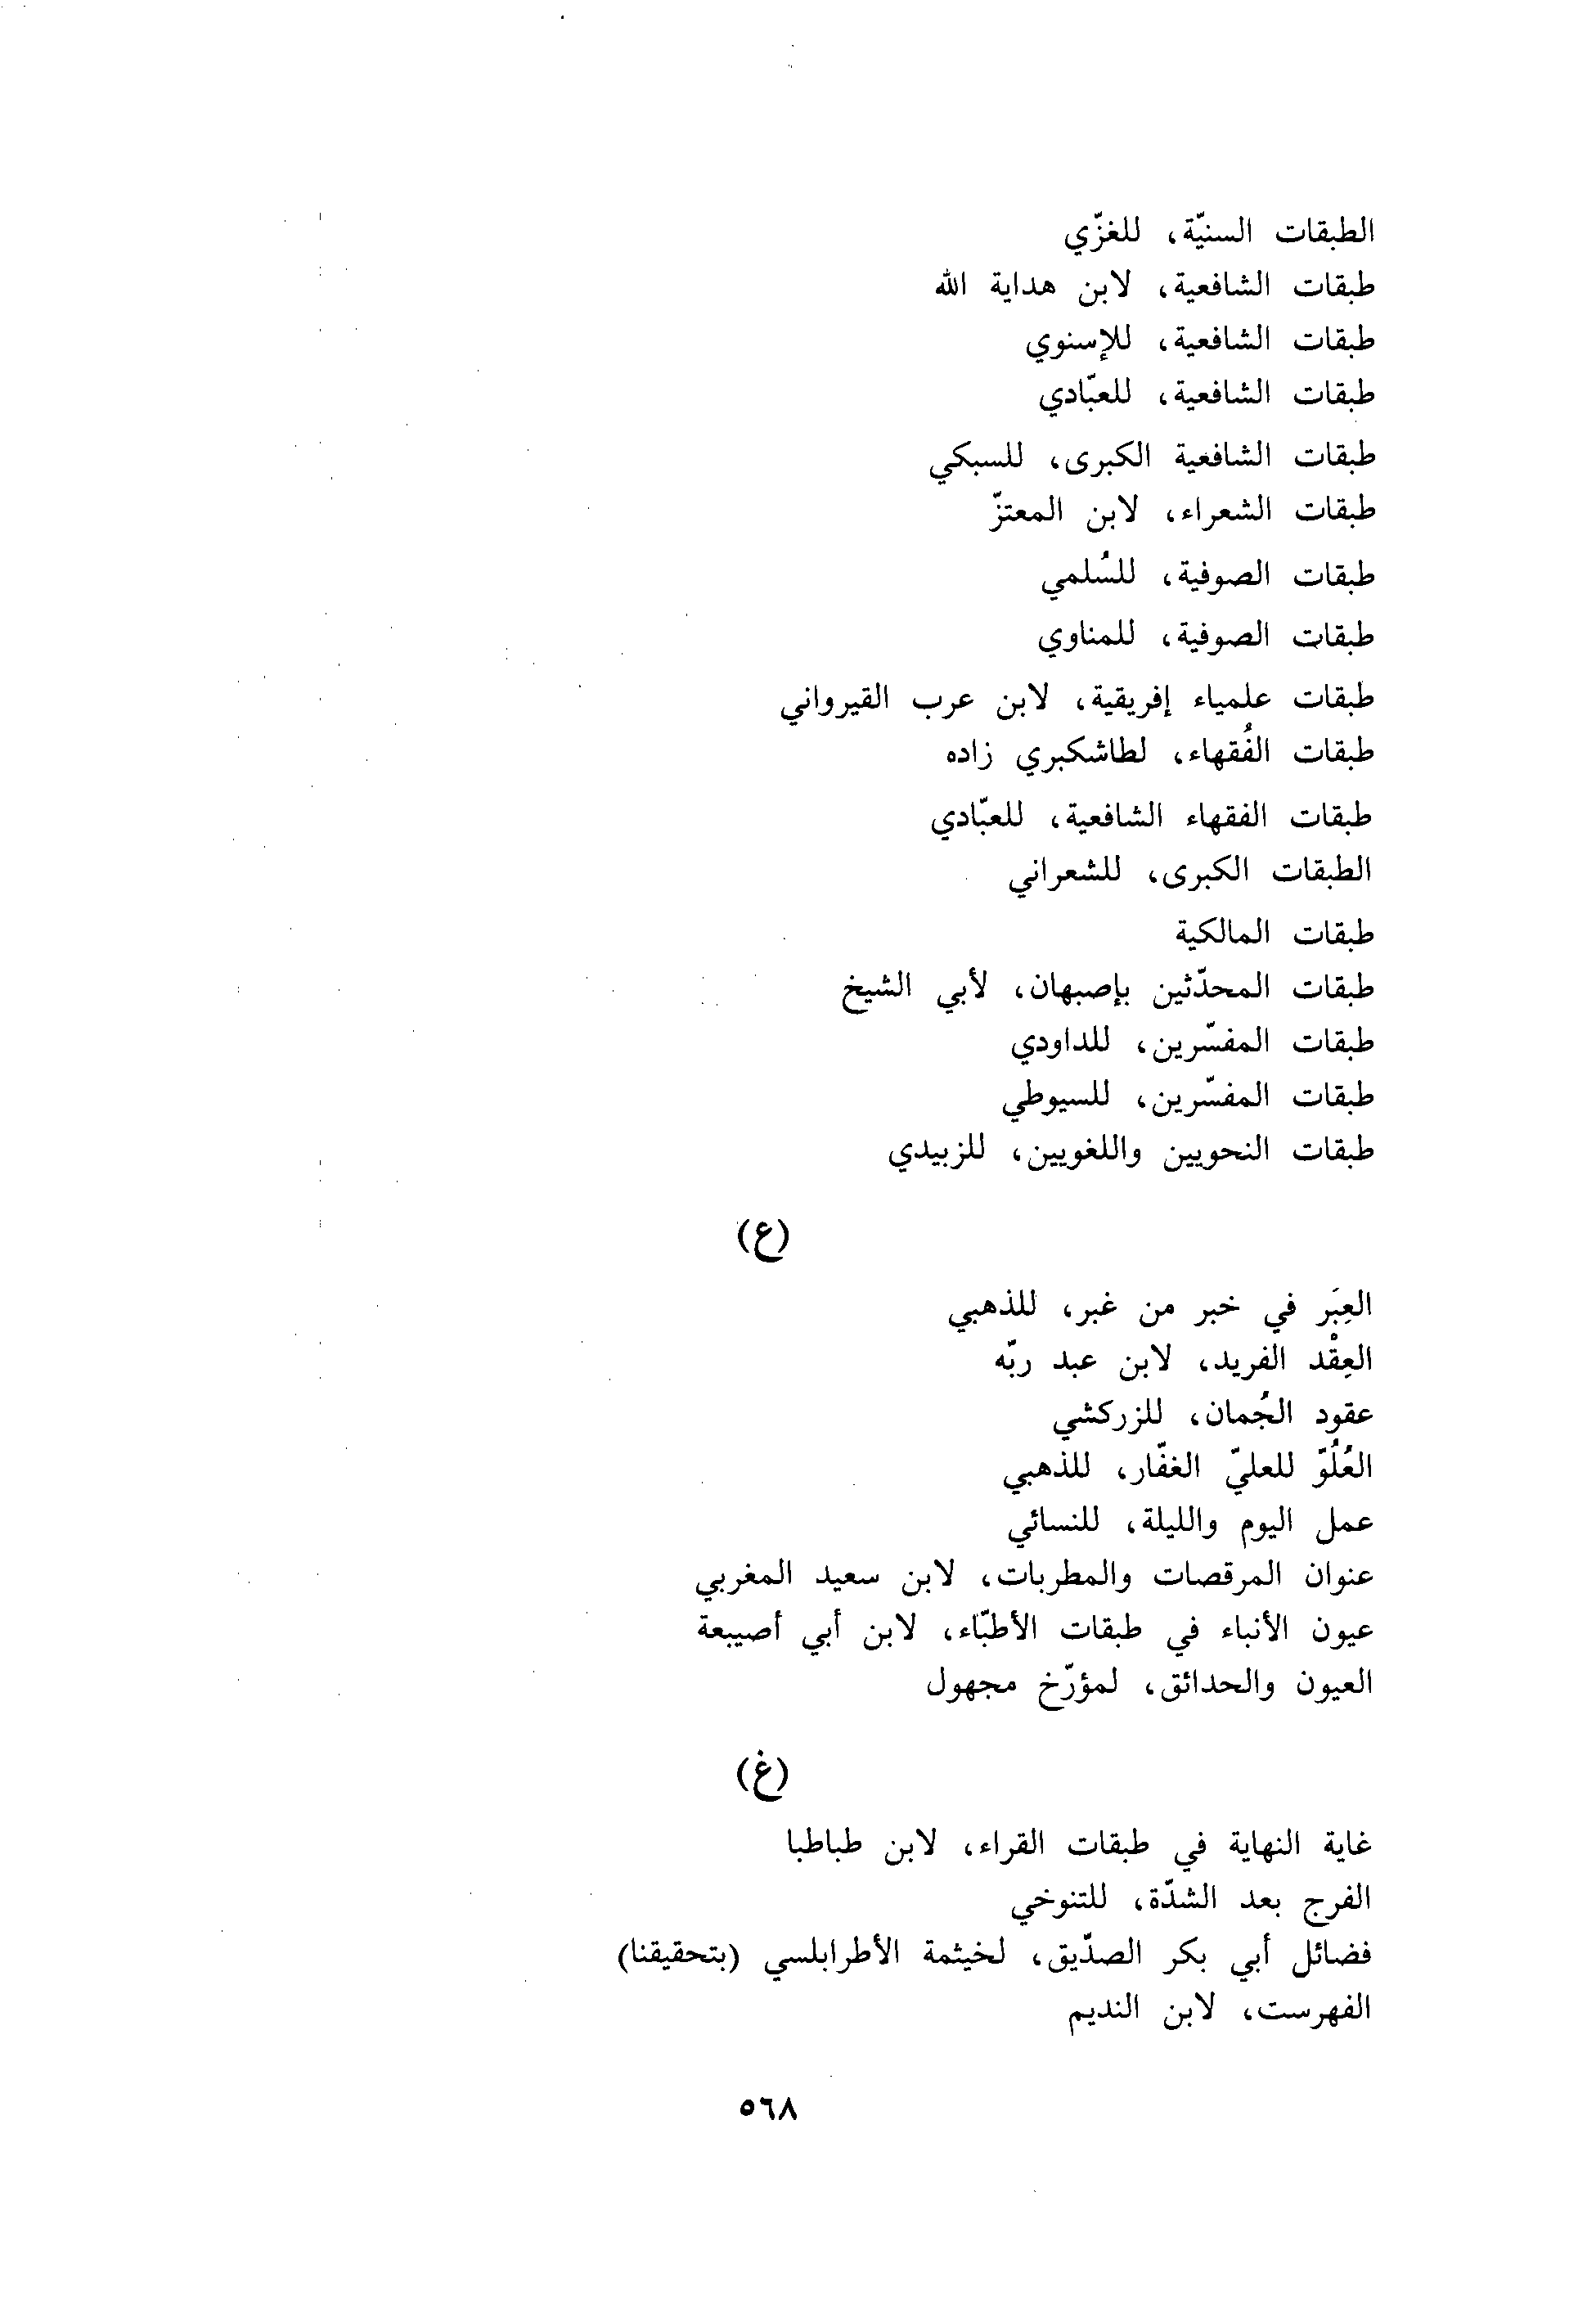 الطبقات السنيّة، للغزّي
طبقات الشافعية، لابن هداية الله
طبقات الشافعية، للإسنوي
طبقات الشافعية، للعبّادي
طبقات الشافعية الكبرى، للسبكي
طبقات الشعراء، لابن المعتزّ
طبقات الصوفية، للسُلمي
طبقات الصوفية، للمناوي
طبقات علمياء إفريقية، لابن عرب القيرواني
طبقات الفُقهاء، لطاشكبري زاده
طبقات الفقهاء الشافعية، للعبّادي
الطبقات الكبرى، للشعراني
طبقات المالكية
طبقات المحدّثين بإصبهان، لأبي الشيخ
طبقات المفسّرين، للداودي
طبقات المفسّرين، للسيوطي
طبقات النحويين واللغويين، للزبيدي
(ع)
العِبَر في خبر من غبر، للذهبي
العِقْد الفريد، لابن عبد ربّه
عقود الجُمان، للزركشي
العُلُوّ للعليّ الغفّار، للذهبي
عمل اليوم والليلة، للنسائي
عنوان المرقصات والمطربات، لابن سعيد المغربي
عيون الأنباء في طبقات الأطبّاء، لابن أبي أصيبعة
العيون والحدائق، لمؤرّخ مجهول
(غ)
غاية النهاية في طبقات القراء، لابن طباطبا
الفرج بعد الشدّة، للتنوخي
فضائل أبي بكر الصدّيق، لخيثمة الأطرابلسي (بتحقيقنا)
الفهرست، لابن النديم
٥٦٨